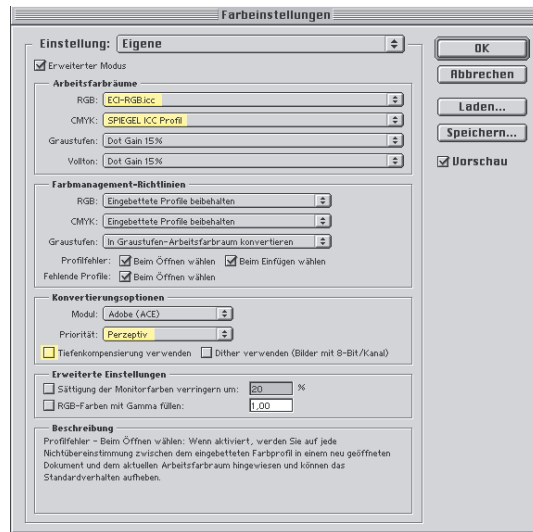 Farbeinstellungen
Einstellung: Eigene
Erweiterter Modus
Arbeitsfarbräume
RGB: ECI-RGB.icc
CMYK: SPIEGEL ICC Profil
Graustufen: Dot Gain 15%
Vollton: Dot Gain 15%
Farbmanagement-Richtlinien
RGB: Eingebettete Profile beibehalten
CMYK: Eingebettete Profile beibehalten
Graustufen: In Graustufen-Arbeitsfarbraum konvertieren
Profilfehler: Beim Öffnen wählen Beim Einfügen wählen
Fehlende Profile: Beim Öffnen wählen
Konvertierungsoptionen
Modul: Adobe (ACE)
Priorität: Perzeptiv
Tiefenkompensierung verwenden Dither verwenden (Bilder mit 8-Bit/Kanal)
Erweiterte Einstellungen
Sättigung der Monitorfarben verringern um: 20 %
RGB-Farben mit Gamma füllen: 1,00
Beschreibung
Profilfehler – Beim Öffnen wählen: Wenn aktiviert, werden Sie auf jede
Nichtübereinstimmung zwischen dem eingebetteten Farbprofil in einem neu geöffneten
Dokument und dem aktuellen Arbeitsfarbraum hingewiesen und können das
Standardverhalten aufheben.
OK
Abbrechen
Laden...
Speichern...
Vorschau